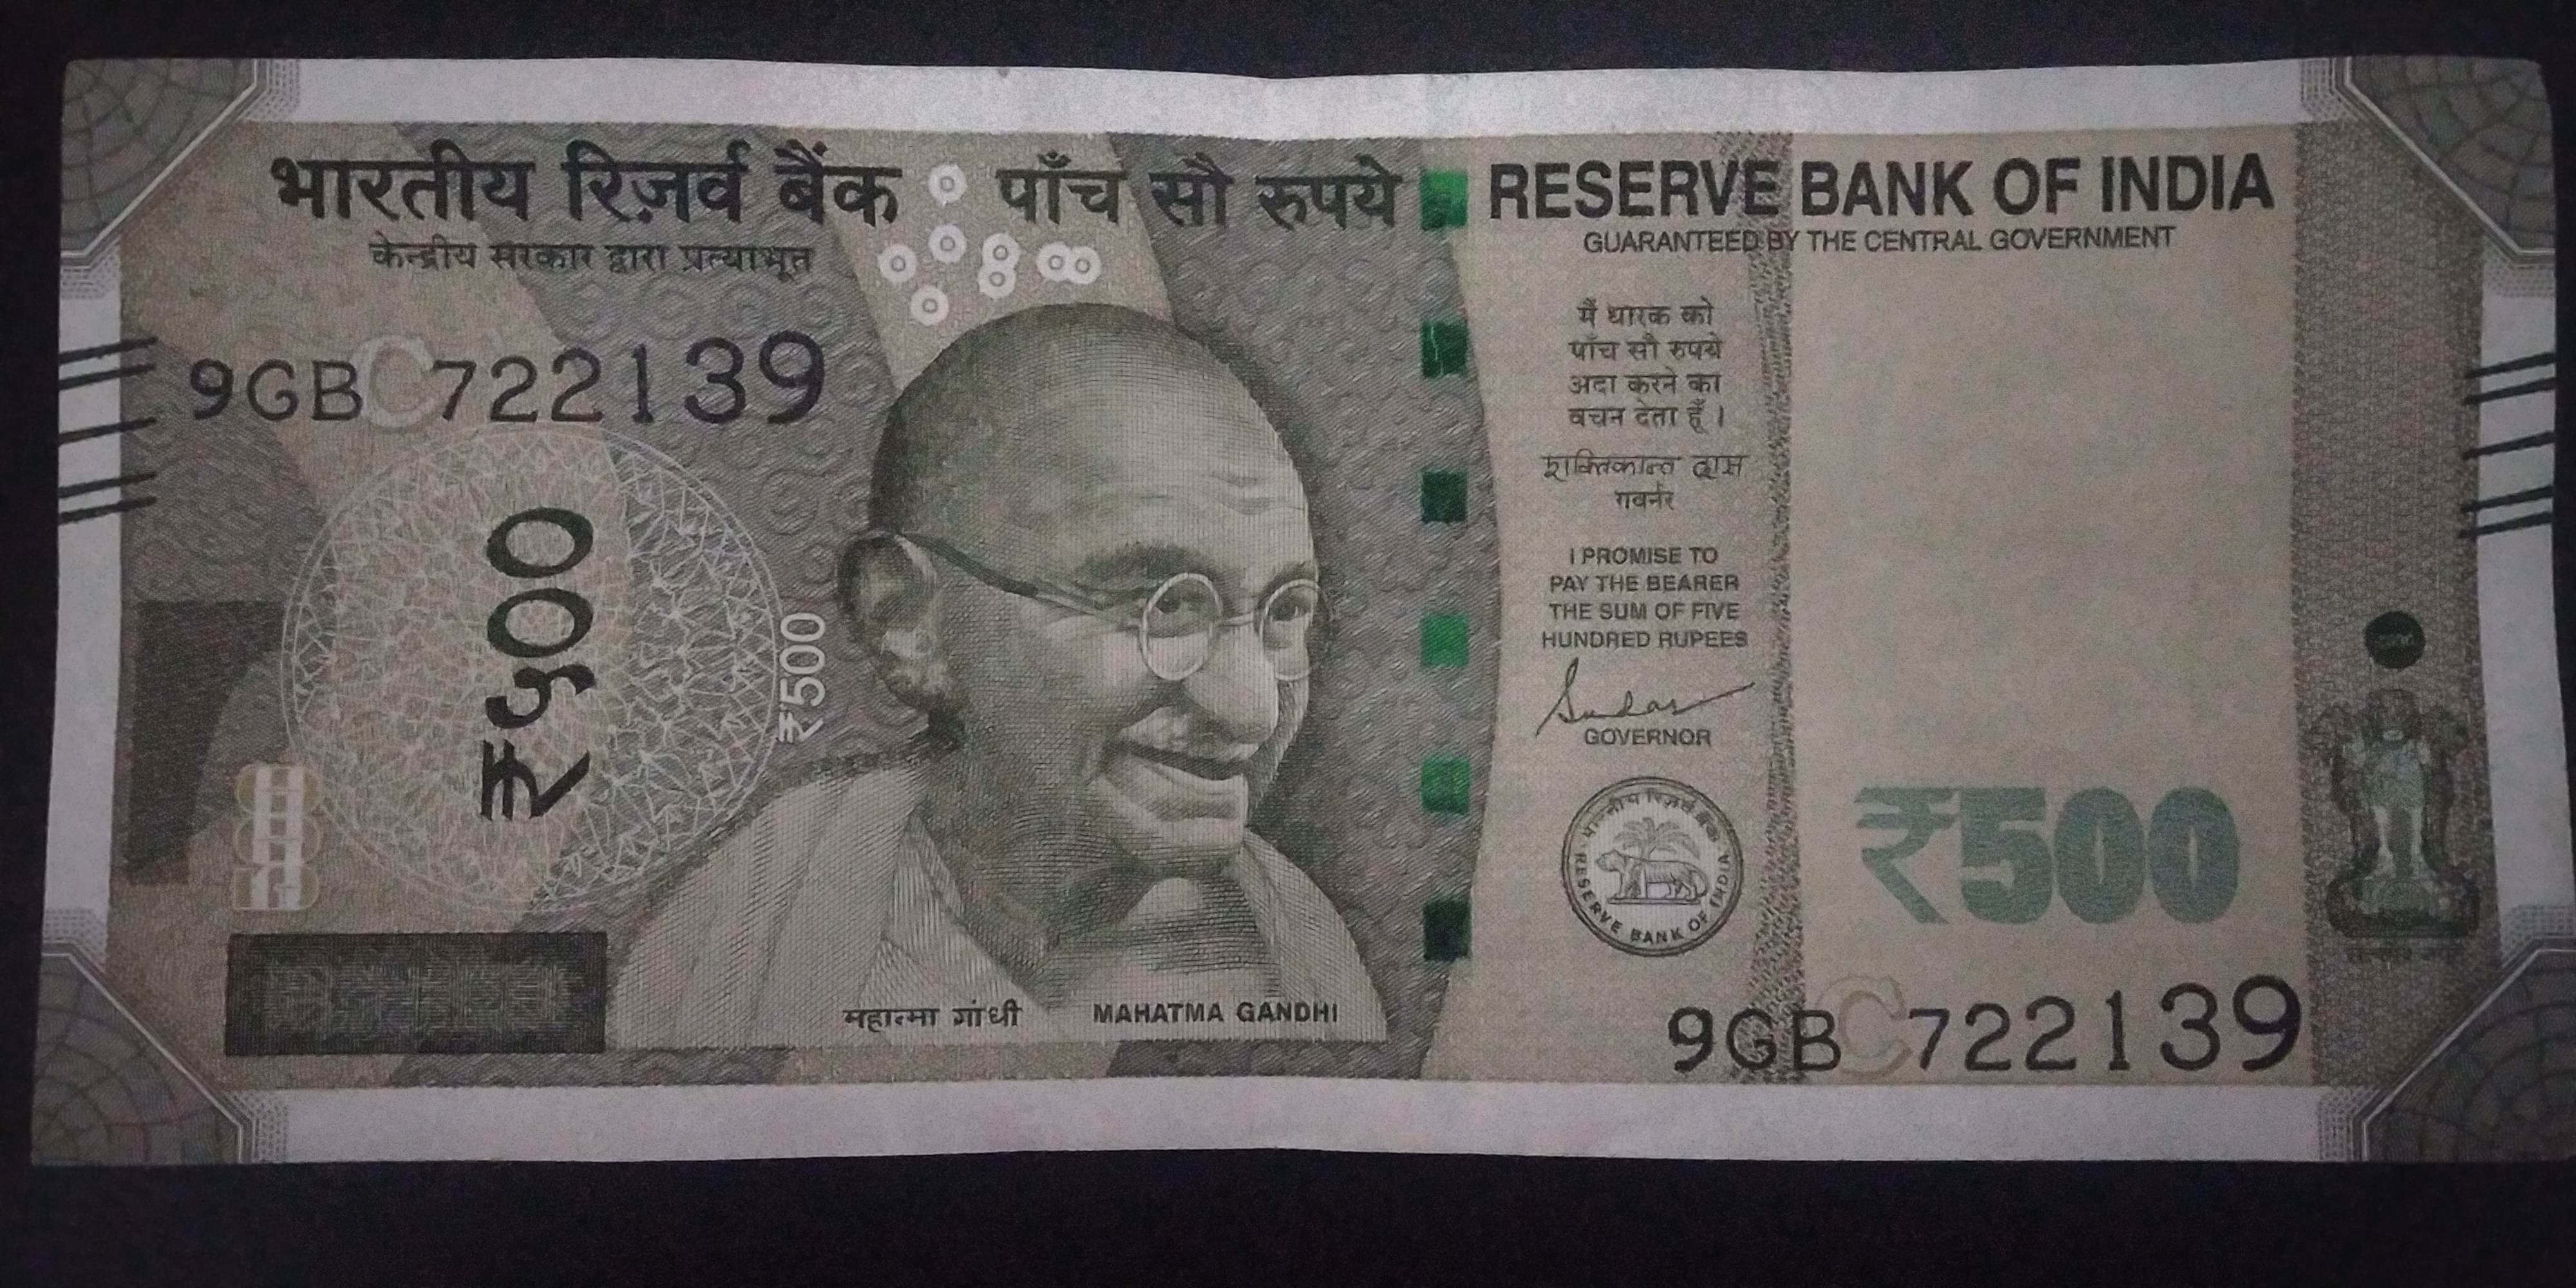 भारतीय रिज़र्व बैंक
केन्द्रीय सरकार द्वारा प्रत्याभूत
पाँच सौ रुपये
RESERVE BANK OF INDIA
GUARANTEED BY THE CENTRAL GOVERNMENT
9GB C722139
₹५००
₹500
मैं धारक को
पाँच सौ रुपये
अदा करने का
वचन देता हूँ ।
शक्तिकान्त दास
गवर्नर
I PROMISE TO
PAY THE BEARER
THE SUM OF FIVE
HUNDRED RUPEES
GOVERNOR
भारतीय रिज़र्व बैंक
RESERVE BANK OF INDIA
₹500
महात्मा गांधी
MAHATMA GANDHI
9GB C722139